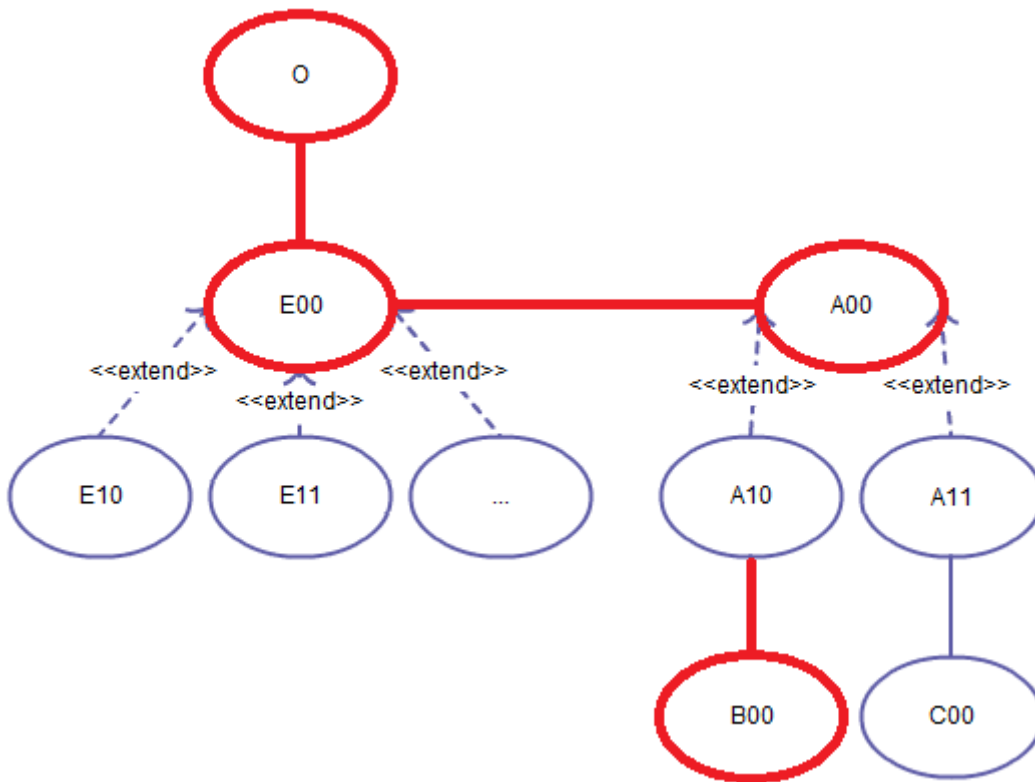 O
E00
A00
<<extend>>
<<extend>>
<<extend>>
<<extend>>
<<extend>>
E10
E11
...
A10
A11
B00
C00